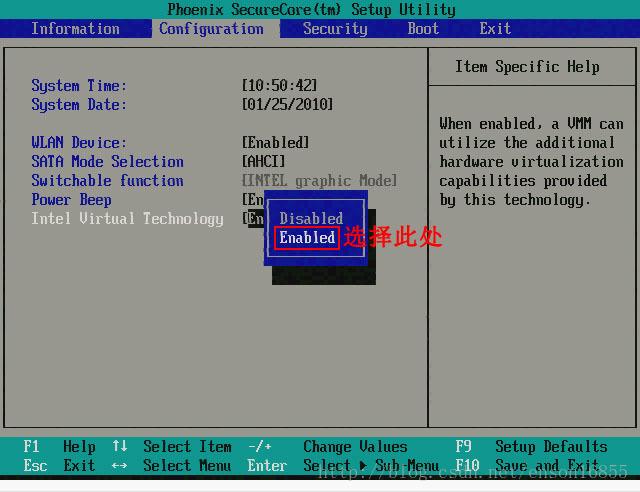 Phoenix SecureCore(tm) Setup Utility
Information Configuration Security Boot Exit
Item Specific Help
System Time: [10:50:42]
System Date: [01/25/2010]
When enabled, a VMM can
utilize the additional
hardware virtualization
capabilities provided
by this technology.
WLAN Device: [Enabled]
SATA Mode Selection [AHCI]
Switchable function [INTEL graphic Mode]
Power Beep [En
Intel Virtual Technology [En
Disabled
Enabled 选择此处
F1 Help ↑↓ Select Item -/+ Change Values F9 Setup Defaults
Esc Exit ↔ Select Menu Enter Select ▶ Sub-Menu F10 Save and Exit
http://blog.csdn.net/enson16855